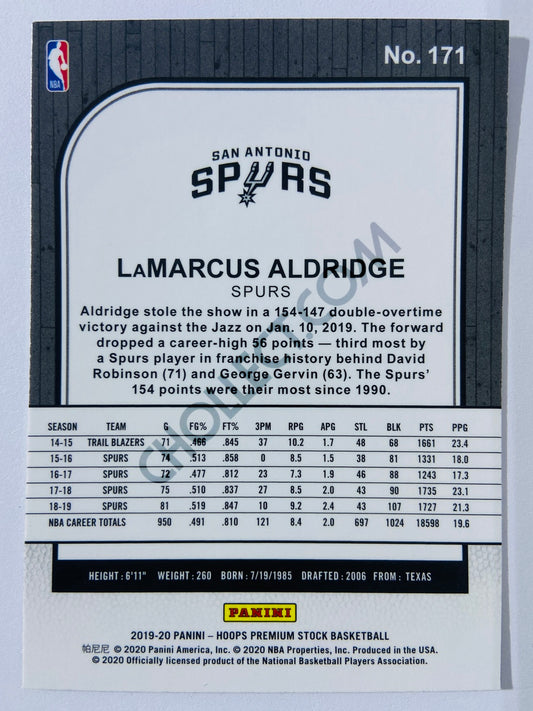 No. 171
NBA
SAN ANTONIO
SPURS
LaMARCUS ALDRIDGE
SPURS
Aldridge stole the show in a 154-147 double-overtime
victory against the Jazz on Jan. 10, 2019. The forward
dropped a career-high 56 points — third most by
a Spurs player in franchise history behind David
Robinson (71) and George Gervin (63). The Spurs'
154 points were their most since 1990.
CHOLLECT.COM
SEASON TEAM G FG% FT% 3PM RPG APG STL BLK PTS PPG
14-15 TRAIL BLAZERS 71 .466 .845 37 10.2 1.7 48 68 1661 23.4
15-16 SPURS 74 .513 .858 0 8.5 1.5 38 81 1331 18.0
16-17 SPURS 72 .477 .812 23 7.3 1.9 46 88 1243 17.3
17-18 SPURS 75 .510 .837 27 8.5 2.0 43 90 1735 23.1
18-19 SPURS 81 .519 .847 10 9.2 2.4 43 107 1727 21.3
NBA CAREER TOTALS 950 .491 .810 121 8.4 2.0 697 1024 18598 19.6
HEIGHT: 6'11" WEIGHT: 260 BORN: 7/19/1985 DRAFTED: 2006 FROM: TEXAS
PANINI
2019-20 PANINI – HOOPS PREMIUM STOCK BASKETBALL
帕尼尼 © 2020 Panini America, Inc. © 2020 NBA Properties, Inc. Produced in the USA.
© 2020 Officially licensed product of the National Basketball Players Association.